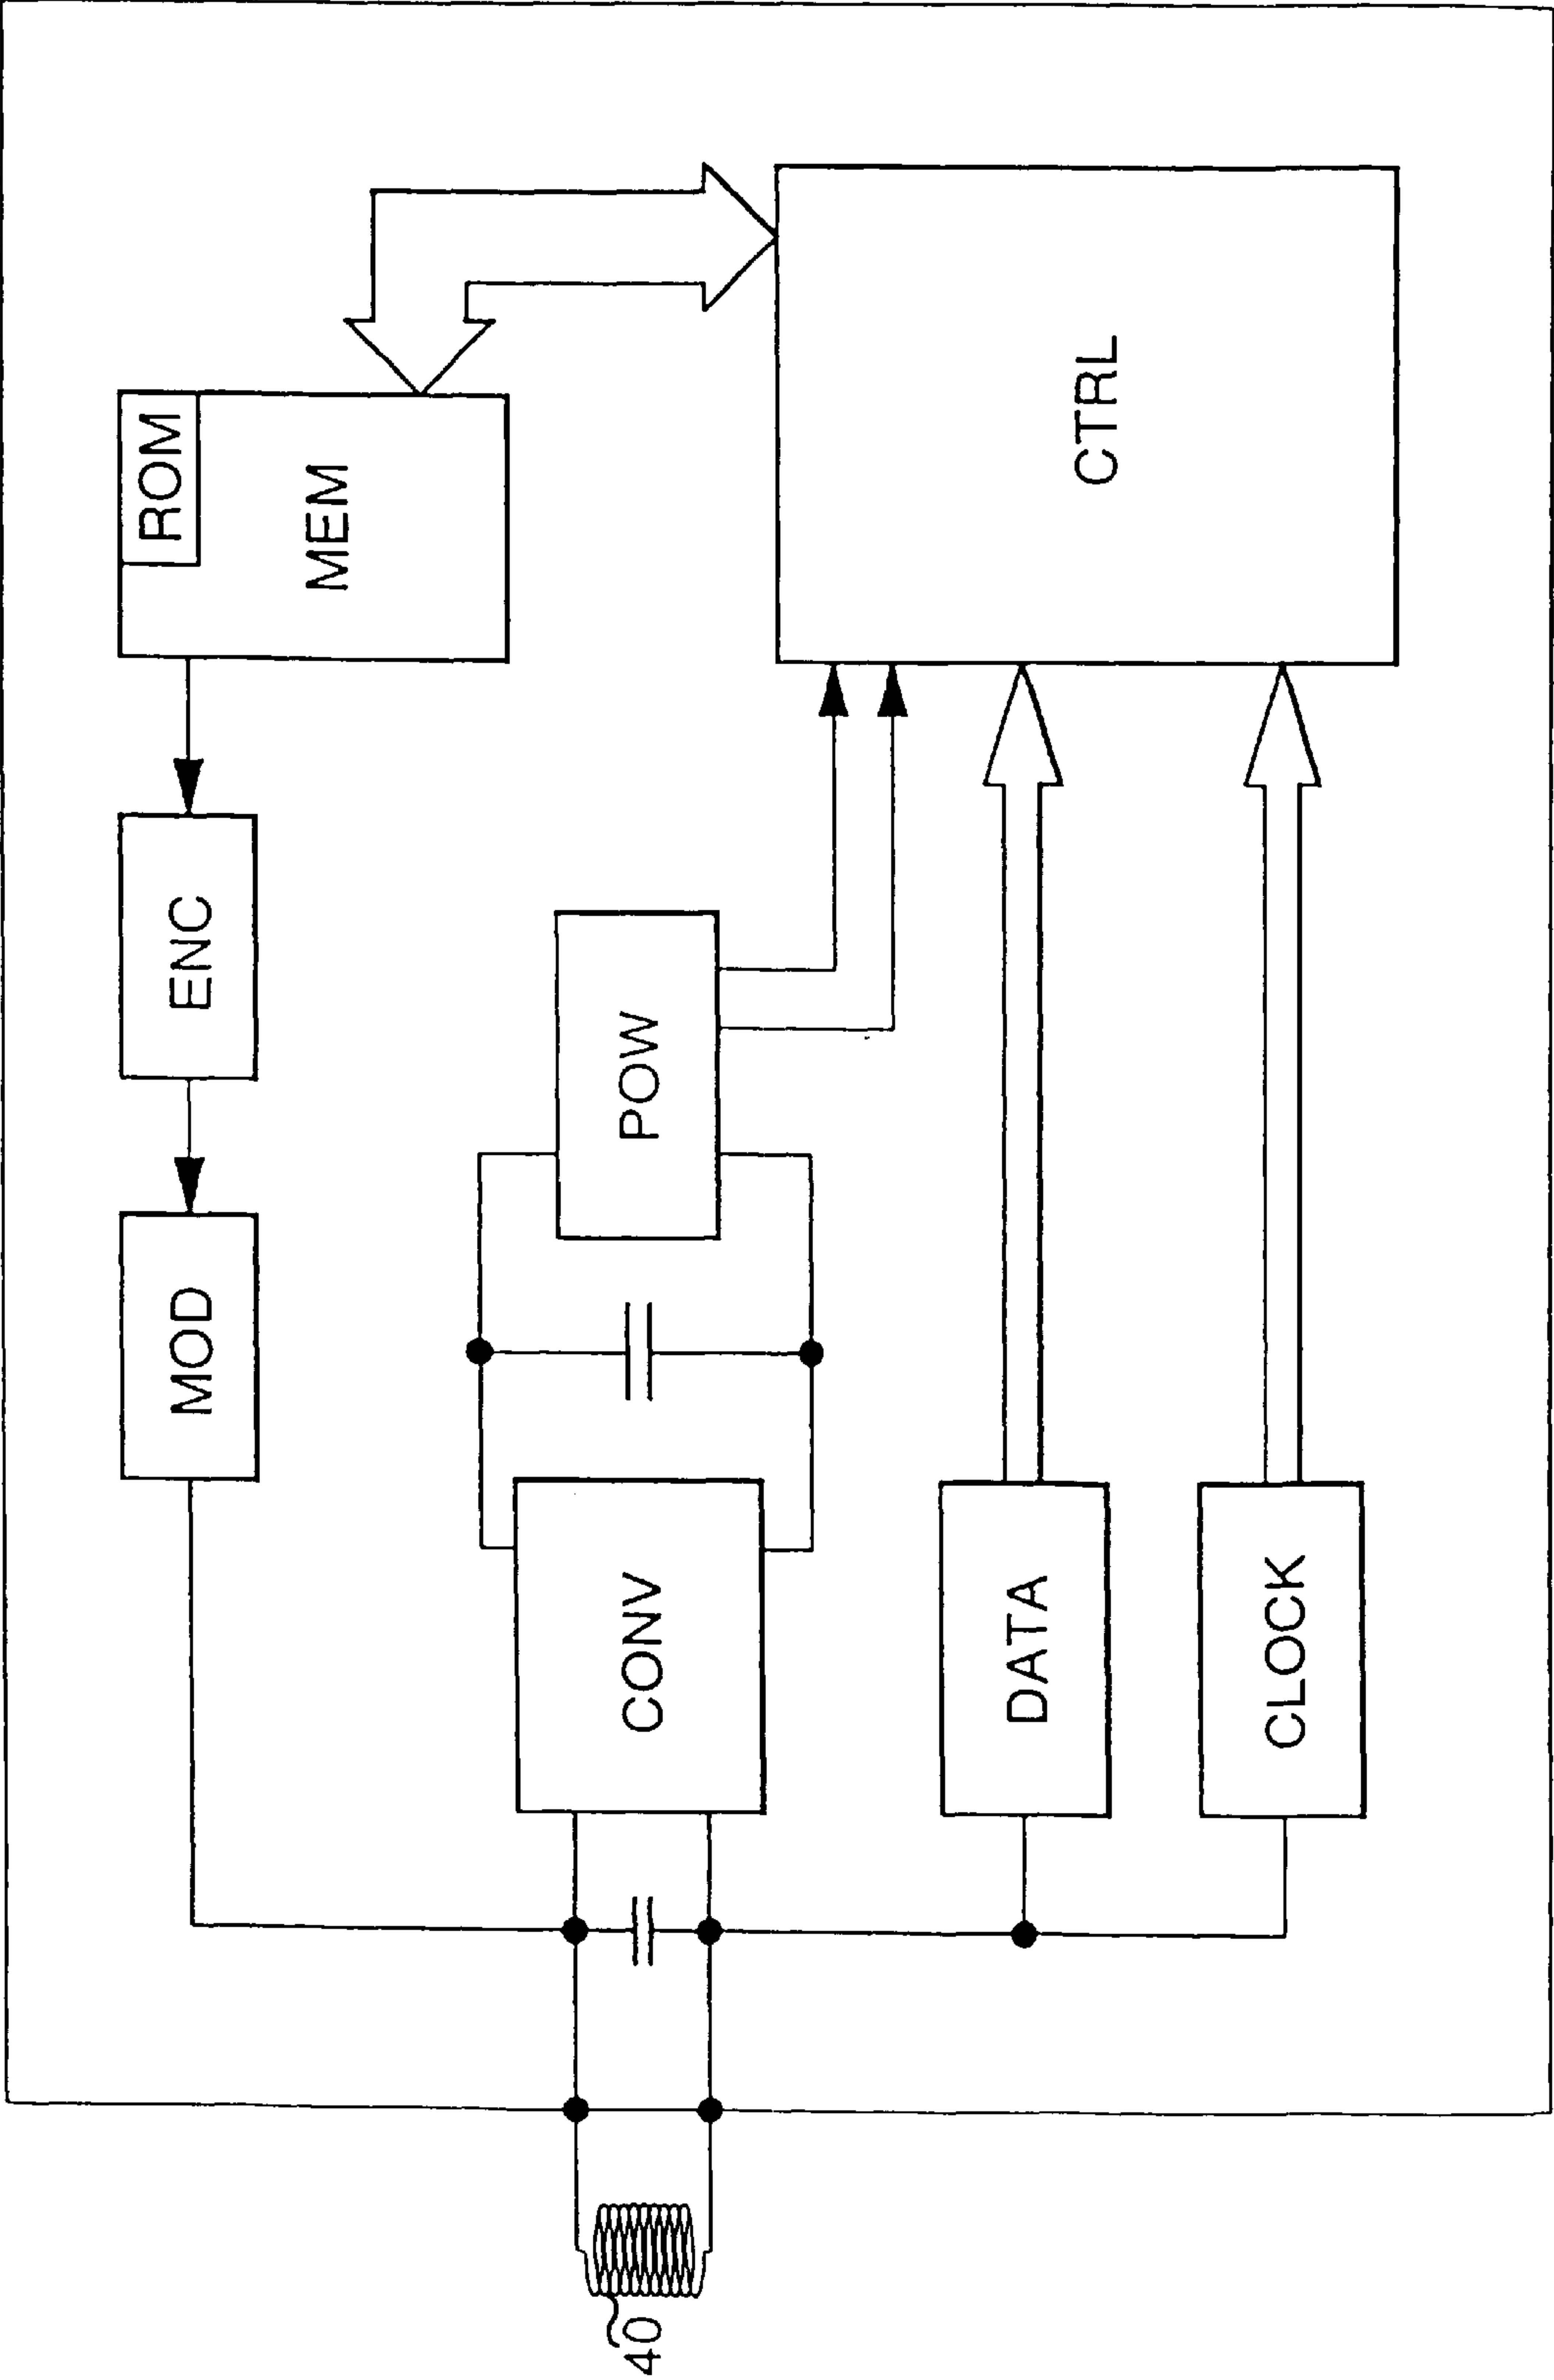 MOD
ENC
ROM
MEM
40
CONV
POW
DATA
CTRL
CLOCK